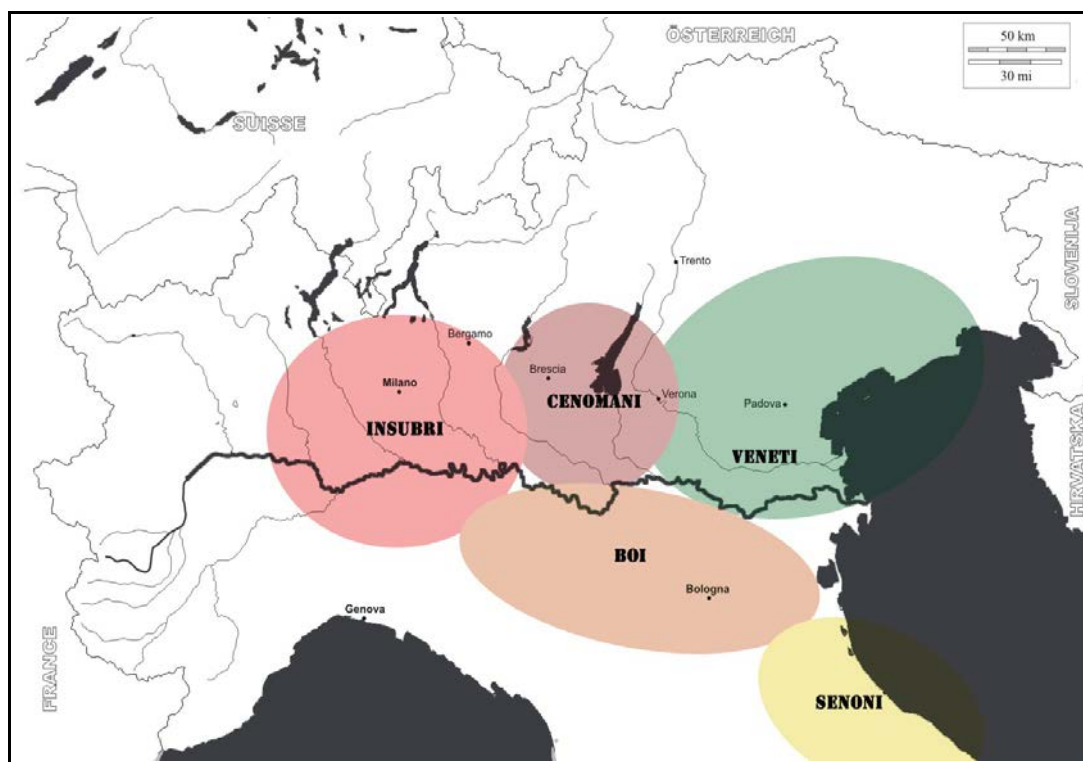 ÖSTERREICH
50 km
30 mi
SUISSE
SLOVENIJA
Trento
Bergamo
Brescia
Milano
CENOMANI
Verona
Padova
INSUBRI
VENETI
HRVATSKA
BOI
Bologna
Genova
FRANCE
SENONI